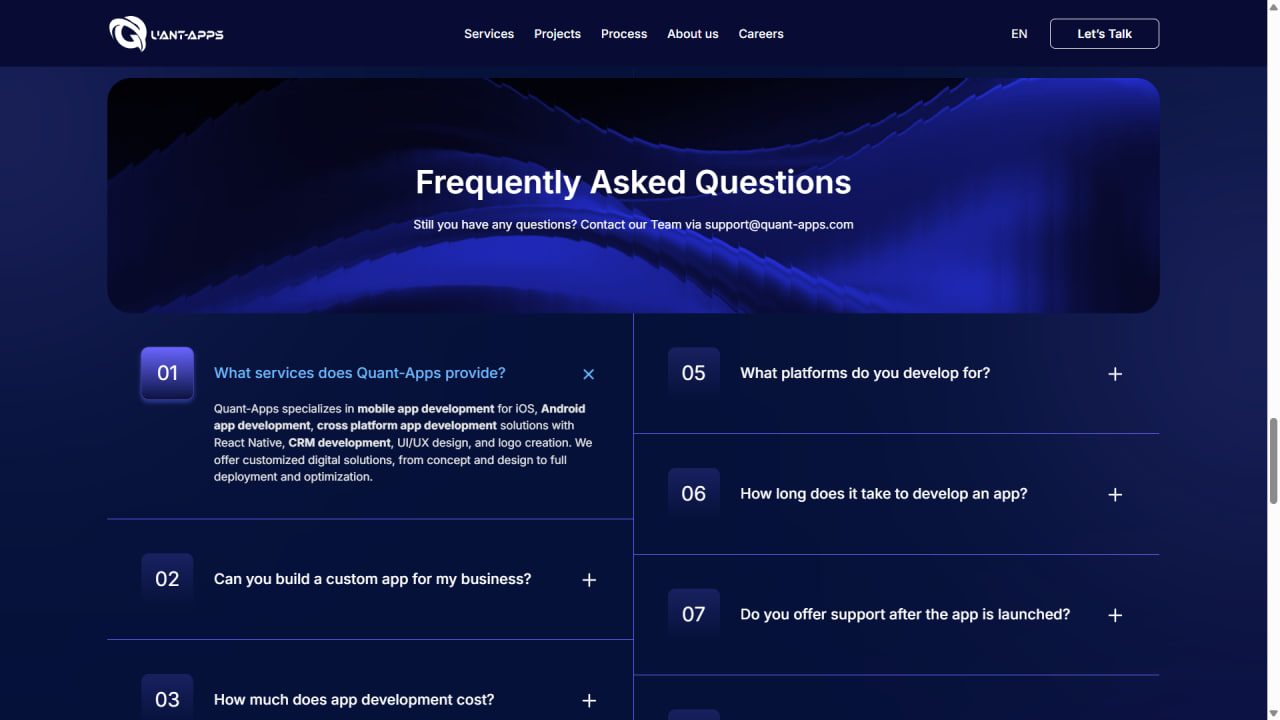 QUANT-APPS
Services
Projects
Process
About us
Careers
EN
Let's Talk
Frequently Asked Questions
Still you have any questions? Contact our Team via support@quant-apps.com
01
What services does Quant-Apps provide?
Quant-Apps specializes in mobile app development for iOS, Android
app development, cross platform app development solutions with
React Native, CRM development, UI/UX design, and logo creation. We
offer customized digital solutions, from concept and design to full
deployment and optimization.
02
Can you build a custom app for my business?
03
How much does app development cost?
05
What platforms do you develop for?
06
How long does it take to develop an app?
07
Do you offer support after the app is launched?